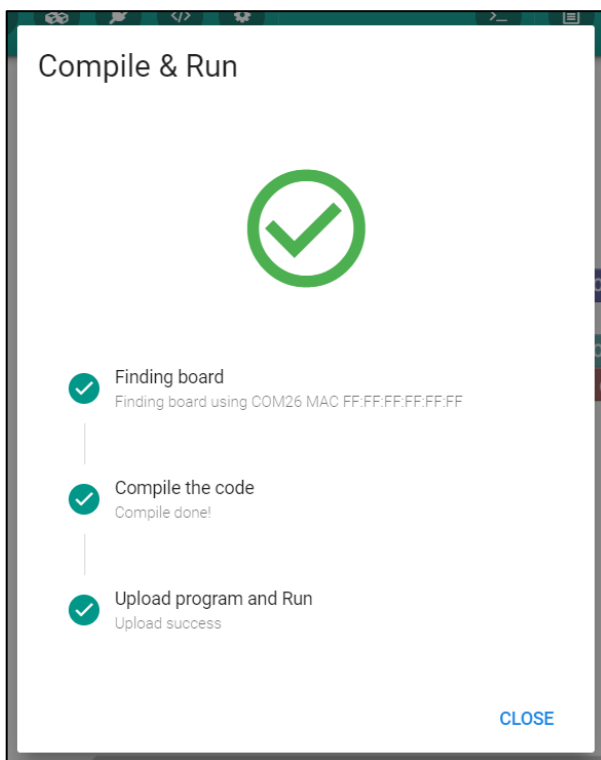 Compile & Run
Finding board
Finding board using COM26 MAC FF:FF:FF:FF:FF:FF
Compile the code
Compile done!
Upload program and Run
Upload success
CLOSE